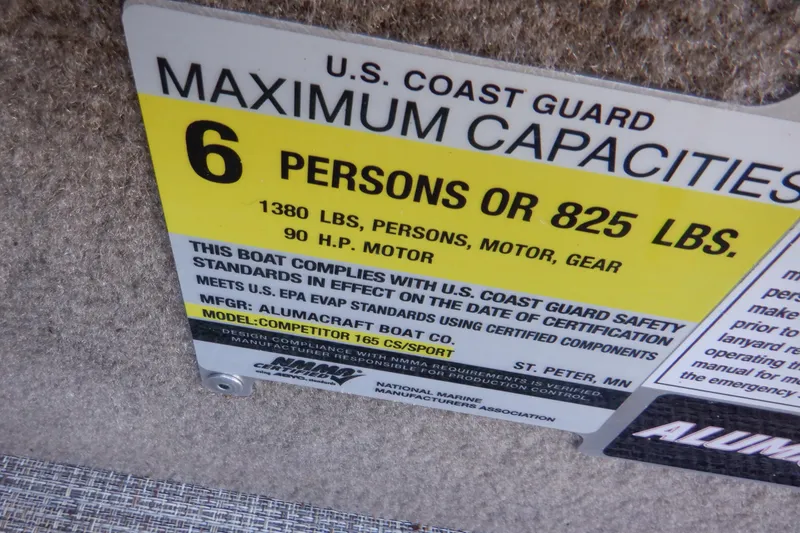 U.S. COAST GUARD
MAXIMUM CAPACITIES
6 PERSONS OR 825 LBS.
1380 LBS, PERSONS, MOTOR, GEAR
90 H.P. MOTOR
THIS BOAT COMPLIES WITH U.S. COAST GUARD SAFETY
STANDARDS IN EFFECT ON THE DATE OF CERTIFICATION
MEETS U.S. EPA EVAP STANDARDS USING CERTIFIED COMPONENTS
MFGR: ALUMACRAFT BOAT CO.
ST. PETER, MN
MODEL:COMPETITOR 165 CS/SPORT
DESIGN COMPLIANCE WITH NMMA REQUIREMENTS IS VERIFIED.
MANUFACTURER RESPONSIBLE FOR PRODUCTION CONTROL.
NMMA
CERTIFIED
NATIONAL MARINE
MANUFACTURERS ASSOCIATION
make
prior to
lanyard
operating
manual for
the emergency
ALUM